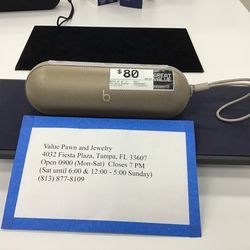 $80
GREAT
VALUE
b
Value Pawn and Jewelry
4032 Fiesta Plaza, Tampa, FL 33607
Open 0900 (Mon-Sat) Closes 7 PM
(Sat until 6:00 & 12:00 - 5:00 Sunday)
(813) 877-8109